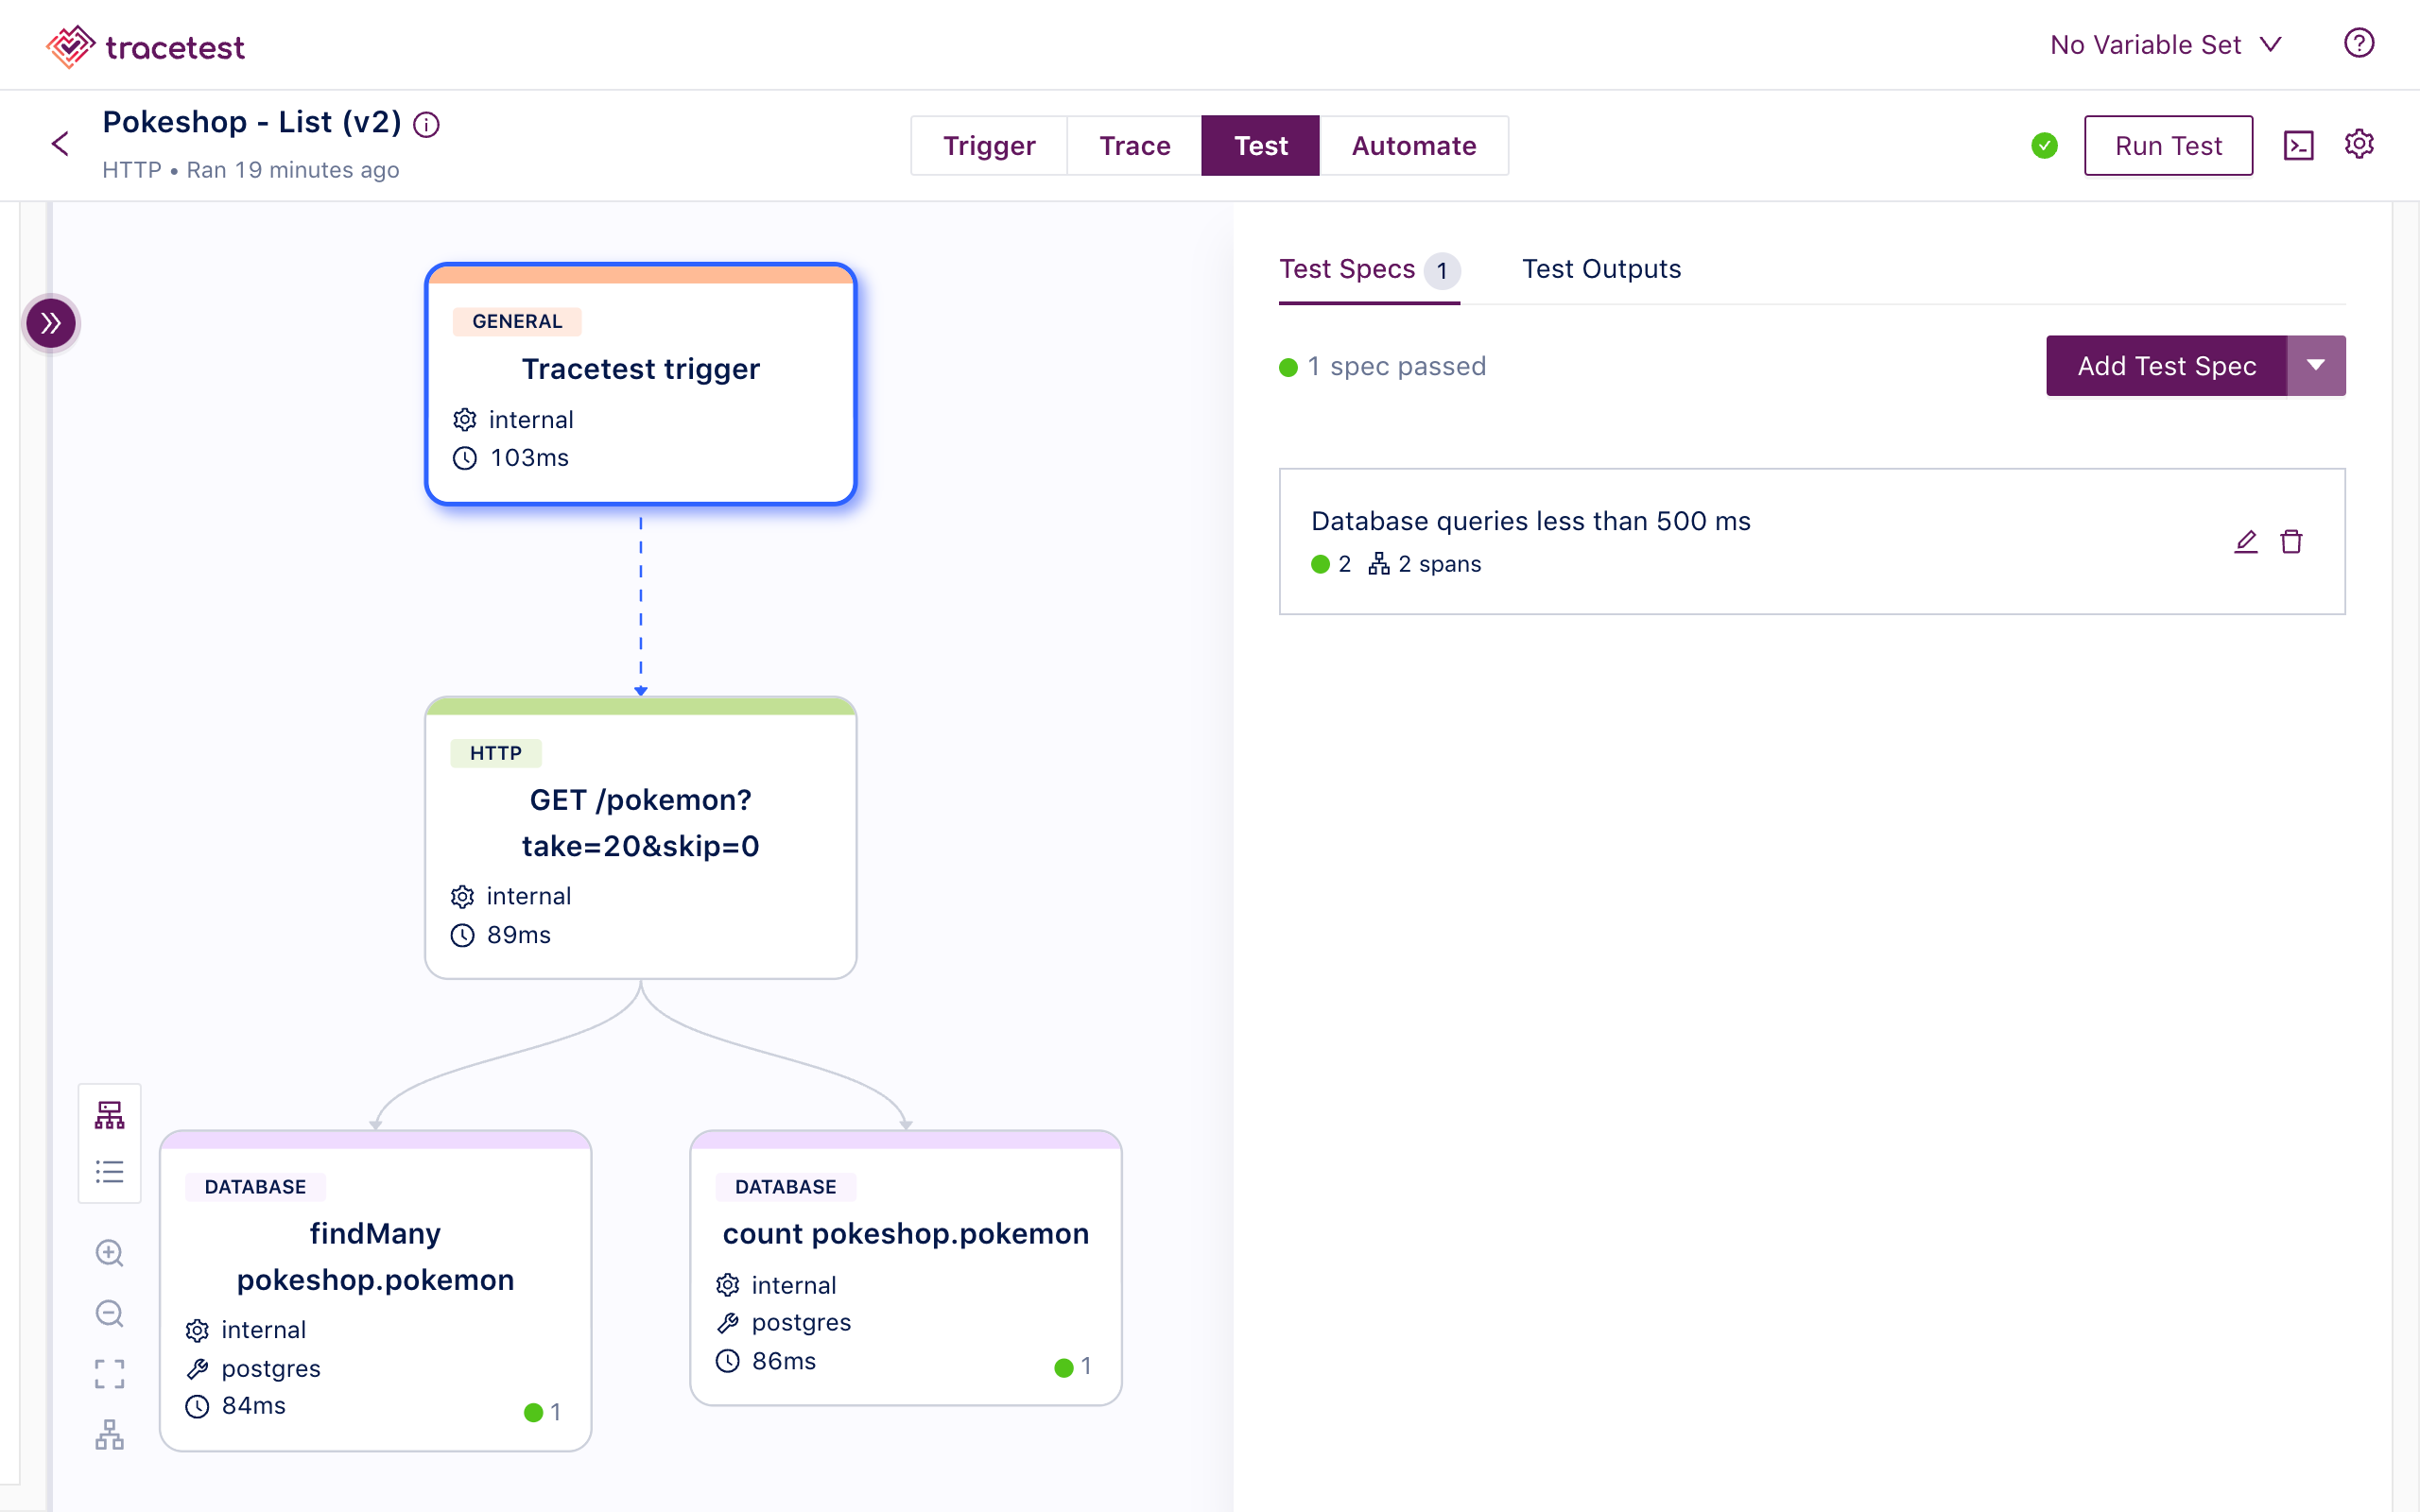 tracetest
No Variable Set
Pokeshop - List (v2)
HTTP • Ran 19 minutes ago
Trigger
Trace
Test
Automate
Run Test
GENERAL
Tracetest trigger
internal
103ms
HTTP
GET /pokemon?
take=20&skip=0
internal
89ms
DATABASE
findMany
pokeshop.pokemon
internal
postgres
84ms
1
DATABASE
count pokeshop.pokemon
internal
postgres
86ms
1
Test Specs 1
Test Outputs
1 spec passed
Add Test Spec
Database queries less than 500 ms
2 2 spans